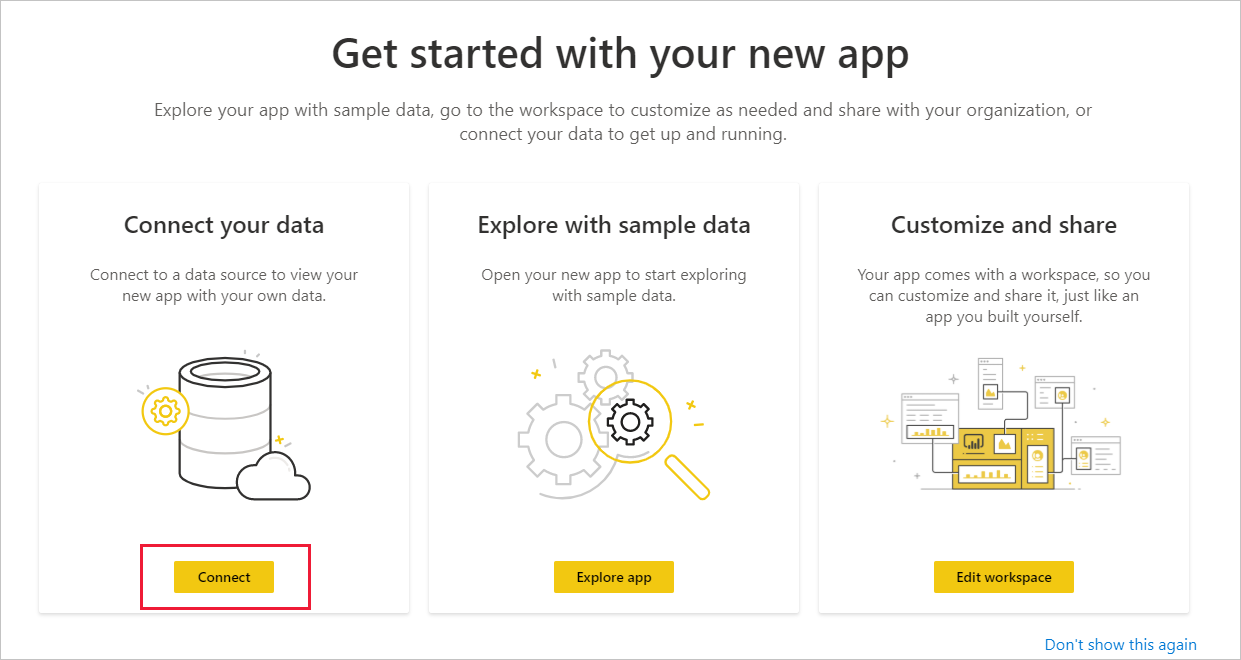 Get started with your new app
Explore your app with sample data, go to the workspace to customize as needed and share with your organization, or
connect your data to get up and running.
Connect your data
Connect to a data source to view your
new app with your own data.
Connect
Explore with sample data
Open your new app to start exploring
with sample data.
Explore app
Customize and share
Your app comes with a workspace, so you
can customize and share it, just like an
app you built yourself.
Edit workspace
Don't show this again